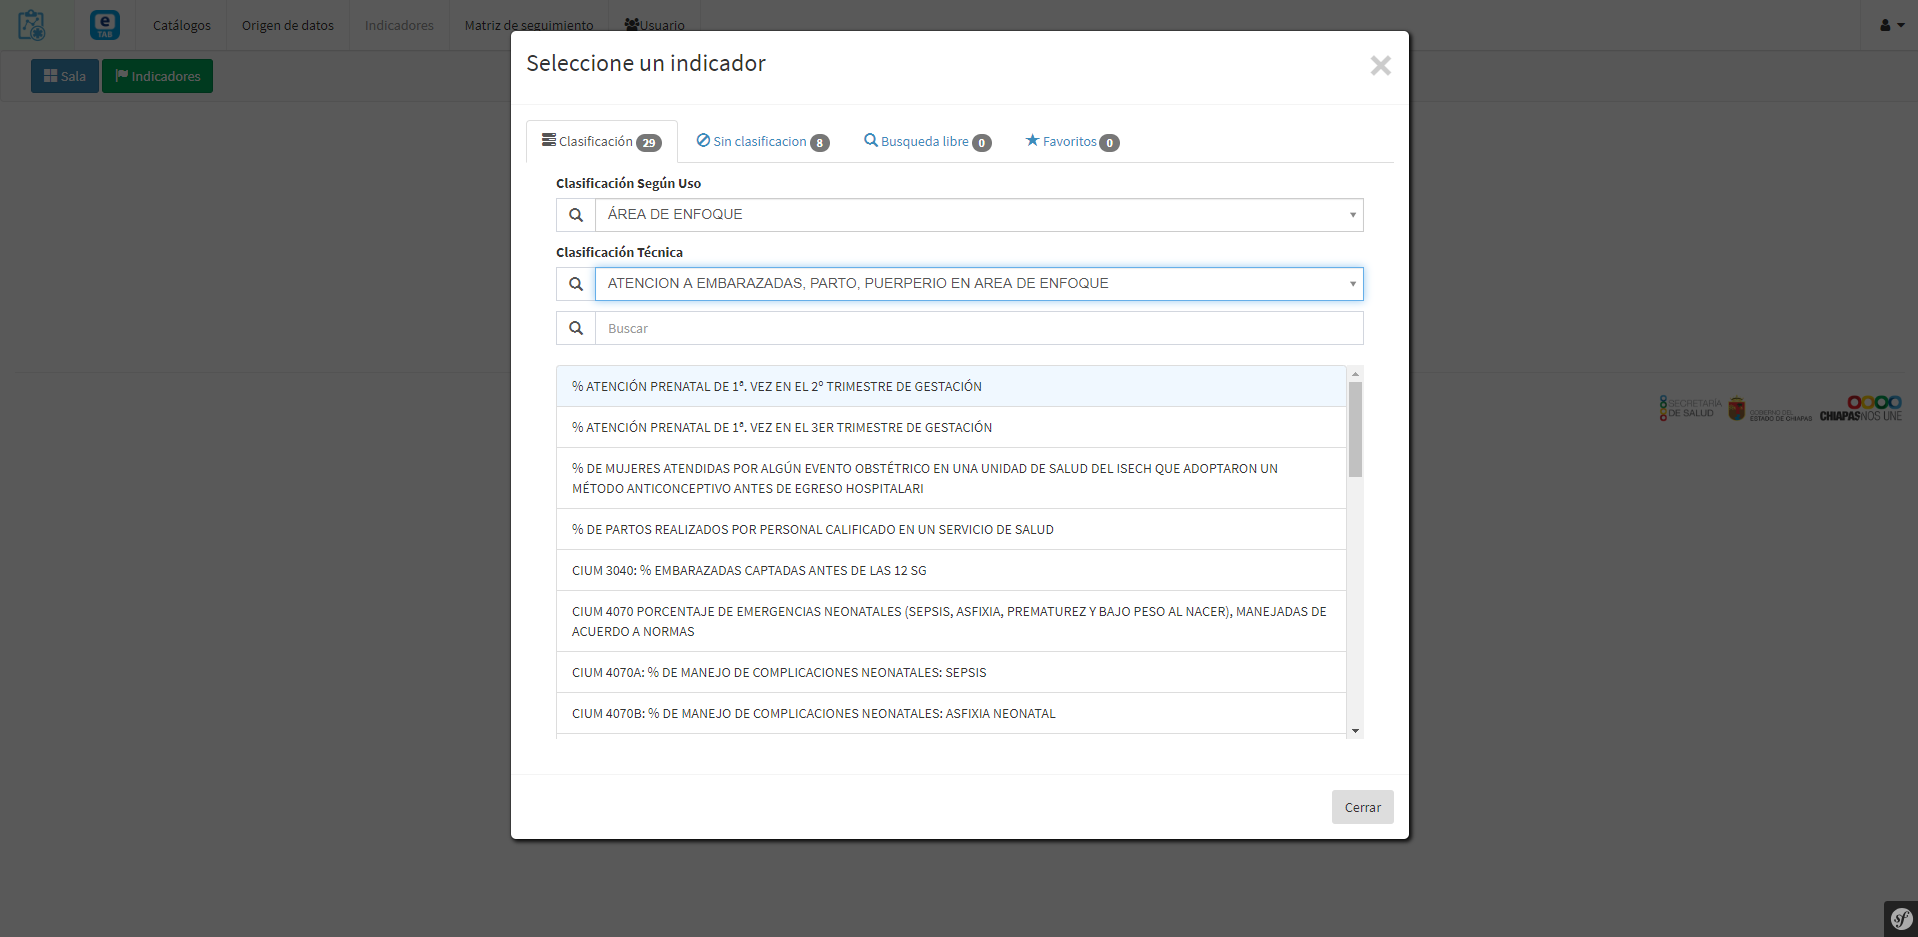 e
TAB
Catálogos
Origen de datos
Indicadores
Matriz de seguimiento
Usuario
Sala
Indicadores
Seleccione un indicador
×
Clasificación 29
Sin clasificacion 8
Busqueda libre 0
Favoritos 0
Clasificación Según Uso
ÁREA DE ENFOQUE
Clasificación Técnica
ATENCION A EMBARAZADAS, PARTO, PUERPERIO EN AREA DE ENFOQUE
Buscar
% ATENCIÓN PRENATAL DE 1ª. VEZ EN EL 2º TRIMESTRE DE GESTACIÓN
% ATENCIÓN PRENATAL DE 1ª. VEZ EN EL 3ER TRIMESTRE DE GESTACIÓN
% DE MUJERES ATENDIDAS POR ALGÚN EVENTO OBSTÉTRICO EN UNA UNIDAD DE SALUD DEL ISECH QUE ADOPTARON UN
MÉTODO ANTICONCEPTIVO ANTES DE EGRESO HOSPITALARI
% DE PARTOS REALIZADOS POR PERSONAL CALIFICADO EN UN SERVICIO DE SALUD
CIUM 3040: % EMBARAZADAS CAPTADAS ANTES DE LAS 12 SG
CIUM 4070 PORCENTAJE DE EMERGENCIAS NEONATALES (SEPSIS, ASFIXIA, PREMATUREZ Y BAJO PESO AL NACER), MANEJADAS DE
ACUERDO A NORMAS
CIUM 4070A: % DE MANEJO DE COMPLICACIONES NEONATALES: SEPSIS
CIUM 4070B: % DE MANEJO DE COMPLICACIONES NEONATALES: ASFIXIA NEONATAL
SECRETARÍA
DE SALUD
GOBIERNO DEL
ESTADO DE CHIAPAS
CHIAPASNOS UNE
Cerrar
sf